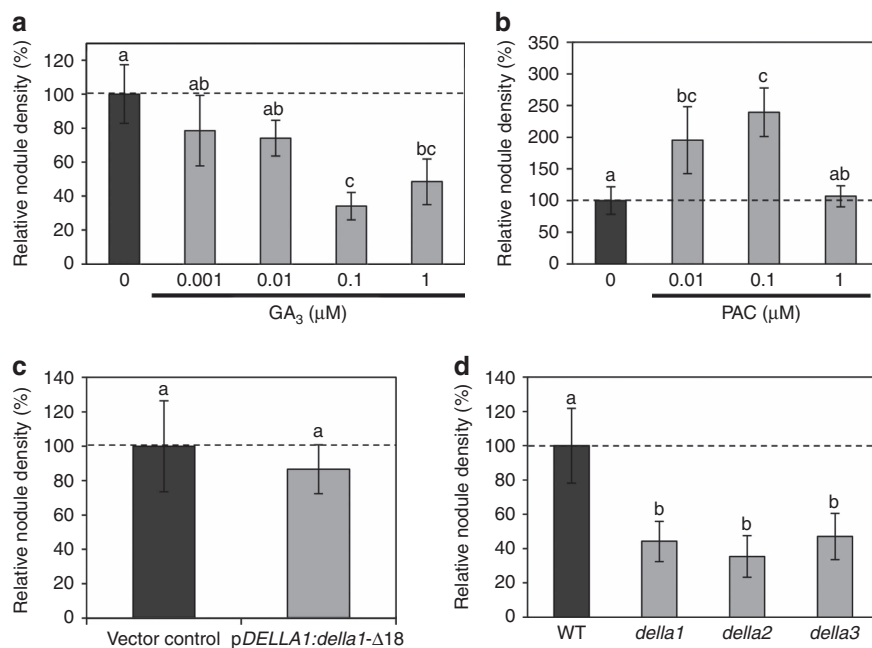 a
Relative nodule density (%)
120
100
80
60
40
20
0
a
ab
ab
c
bc
0
0.001
0.01
0.1
1
GA3 (μM)
b
Relative nodule density (%)
350
300
250
200
150
100
50
0
a
bc
c
ab
0
0.01
0.1
1
PAC (μM)
c
Relative nodule density (%)
140
120
100
80
60
40
20
0
a
a
Vector control
pDELLA1:della1-Δ18
d
Relative nodule density (%)
140
120
100
80
60
40
20
0
a
b
b
b
WT
della1
della2
della3